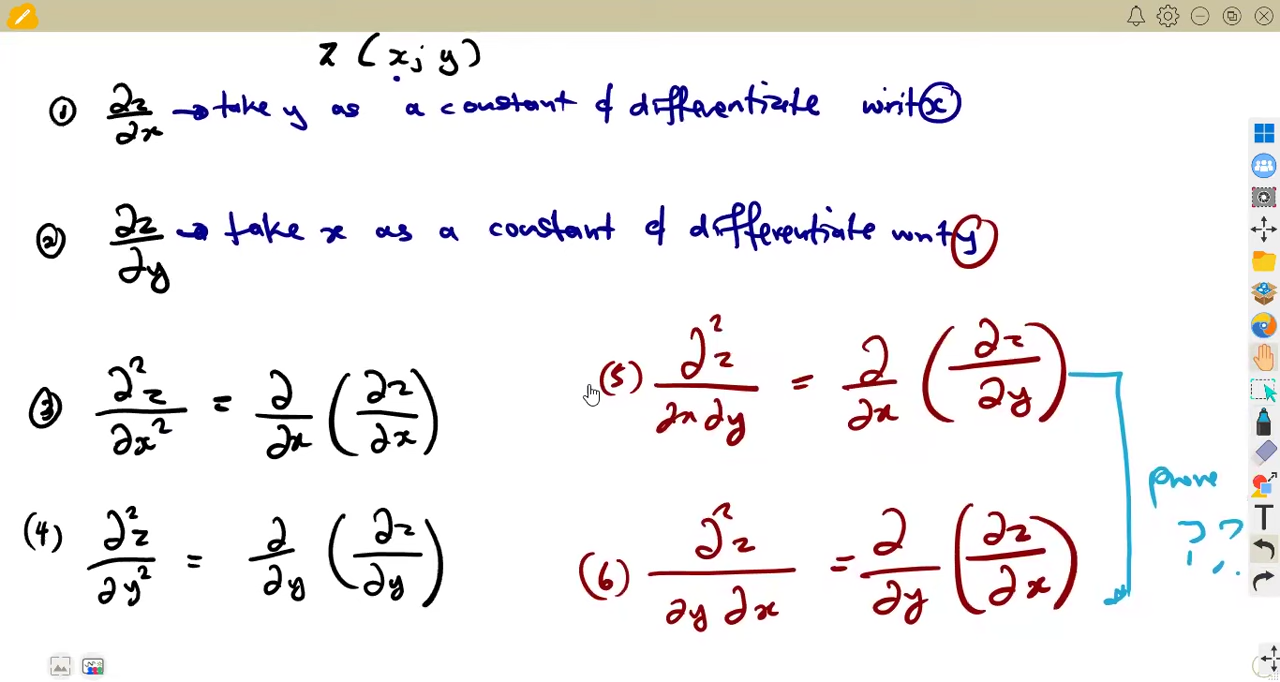 z (x; y)
① ∂z/∂x → take y as a constant & differentiate wrt x
② ∂z/∂y → take x as a constant & differentiate wrt y
③ ∂²z/∂x² = ∂/∂x (∂z/∂x)
(4) ∂²z/∂y² = ∂/∂y (∂z/∂y)
(5) ∂²z/∂x ∂y = ∂/∂x (∂z/∂y)
(6) ∂²z/∂y ∂x = ∂/∂y (∂z/∂x)
prove
??
T